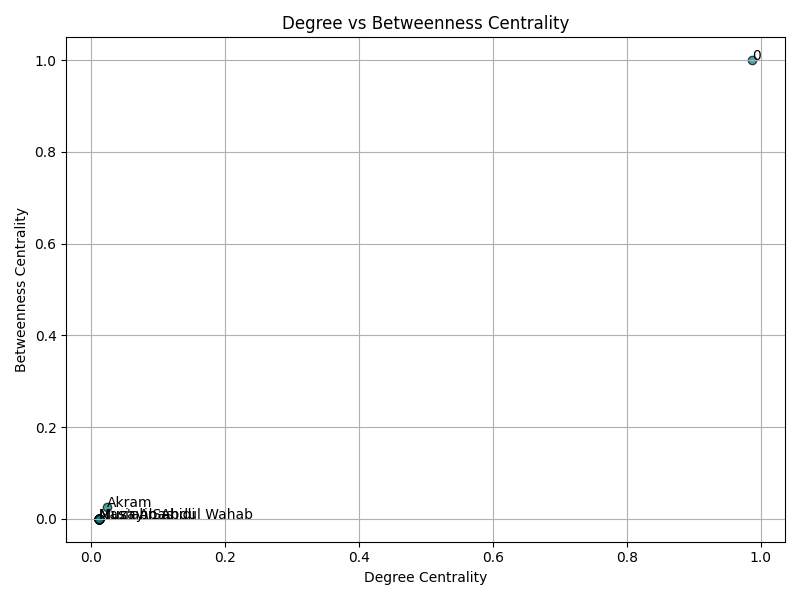 Degree vs Betweenness Centrality
1.0
0
0.8
0.6
0.4
0.2
Akram
Abdul Wahab
0.0
0.0 0.2 0.4 0.6 0.8 1.0
Degree Centrality
Betweenness Centrality